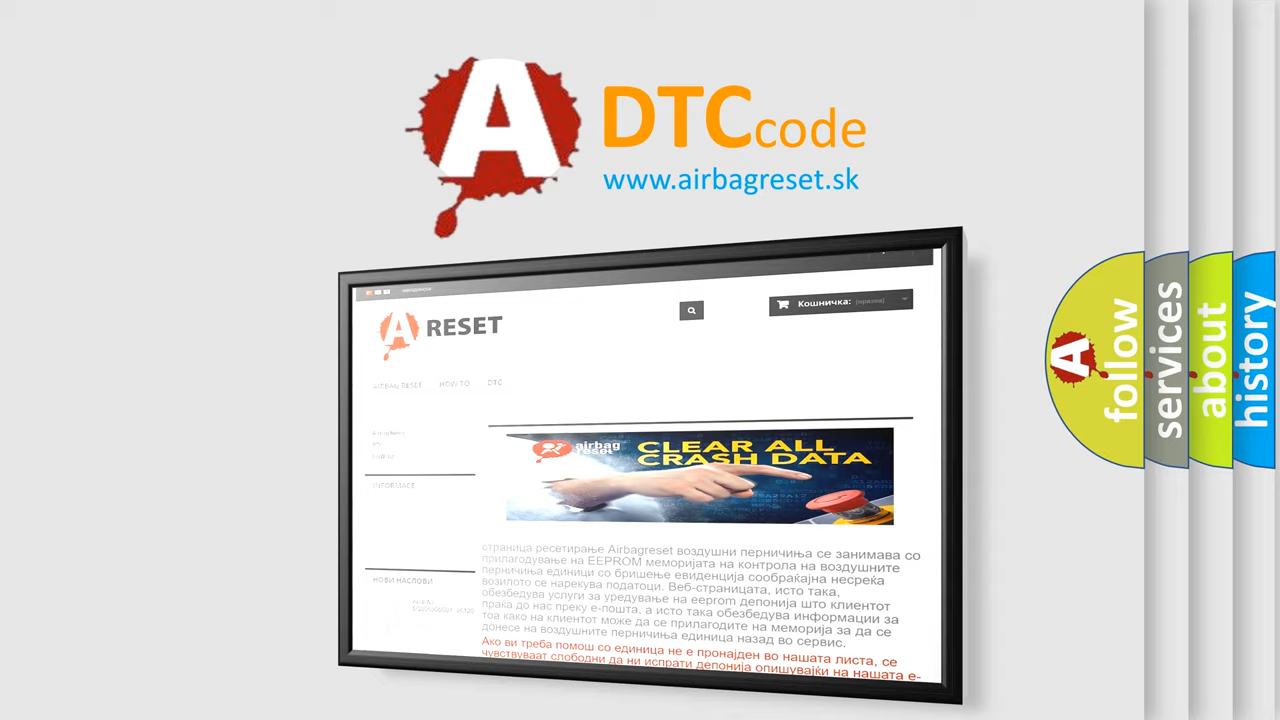 A DTCcode
www.airbagreset.sk
Кошничка: (празна)
A RESET
AIRBAG RESET HOW TO DTC
airbag
reset
CLEAR ALL
CRASH DATA
INFORMACE
страница ресетирање Airbagreset воздушни перничиња се занимава со
прилагодување на EEPROM меморијата на контрола на воздушните
перничиња единици со бришење евиденција сообраќајна несреќа
возилото се нарекува податоци. Веб-страницата, исто така,
обезбедува услуги за уредување на eeprom депонија што клиентот
праќа до нас преку е-пошта, а исто така обезбедува информации за
тоа како на клиентот може да се прилагодите на меморија за да се
донесе на воздушните перничиња единица назад во сервис.
Ако ви треба помош со единица не е пронајден во нашата листа, се
чувствуваат слободни да ни испрати депонија опишувајќи на нашата е-
НОВИ НАСЛОВИ
A
follow
services
about
history